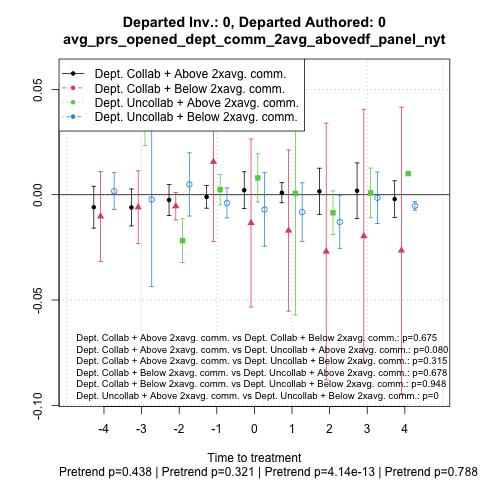 Departed Inv.: 0, Departed Authored: 0
avg_prs_opened_dept_comm_2avg_abovedf_panel_nyt
Dept. Collab + Above 2xavg. comm.
Dept. Collab + Below 2xavg. comm.
Dept. Uncollab + Above 2xavg. comm.
Dept. Uncollab + Below 2xavg. comm.
0.05
0.00
-0.05
-0.10
Dept. Collab + Above 2xavg. comm. vs Dept. Collab + Below 2xavg. comm.: p=0.675
Dept. Collab + Above 2xavg. comm. vs Dept. Uncollab + Above 2xavg. comm.: p=0.080
Dept. Collab + Above 2xavg. comm. vs Dept. Uncollab + Below 2xavg. comm.: p=0.315
Dept. Collab + Below 2xavg. comm. vs Dept. Uncollab + Above 2xavg. comm.: p=0.678
Dept. Collab + Below 2xavg. comm. vs Dept. Uncollab + Below 2xavg. comm.: p=0.948
Dept. Uncollab + Above 2xavg. comm. vs Dept. Uncollab + Below 2xavg. comm.: p=0
-4 -3 -2 -1 0 1 2 3 4
Time to treatment
Pretrend p=0.438 | Pretrend p=0.321 | Pretrend p=4.14e-13 | Pretrend p=0.788